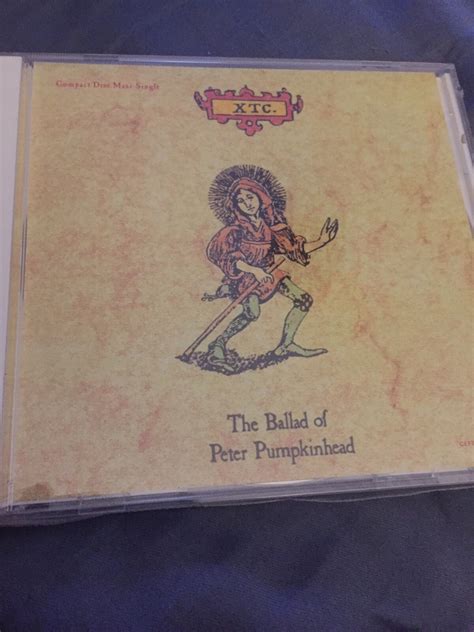 Compact Disc Maxi-Single
XTC.
The Ballad of
Peter Pumpkinhead